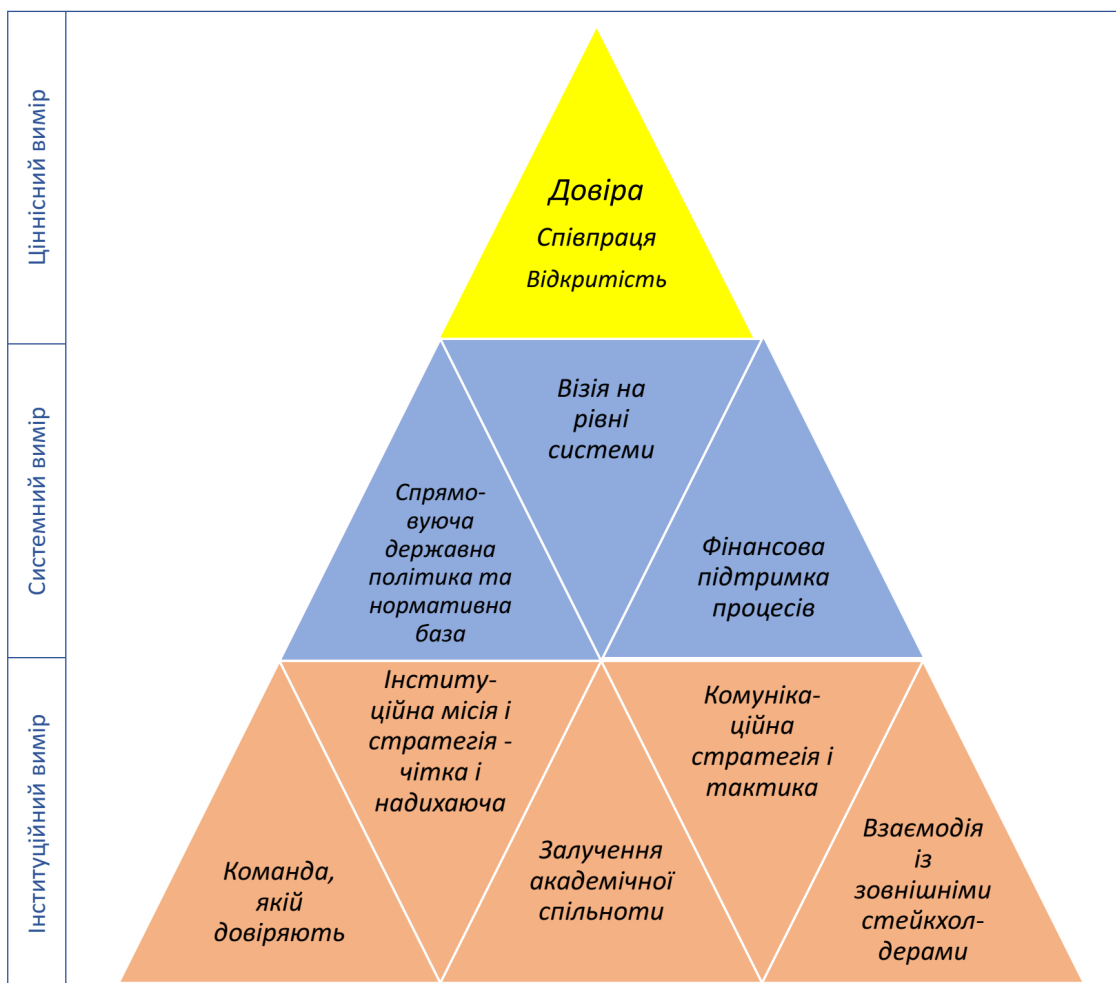 Ціннісний вимір
Довіра
Співпраця
Відкритість
Системний вимір
Візія на
рівні
системи
Спрямо-
вуюча
державна
політика та
нормативна
база
Фінансова
підтримка
процесів
Інституційний вимір
Інститу-
ційна місія і
стратегія -
чітка і
надихаюча
Комуніка-
ційна
стратегія і
тактика
Команда,
якій
довіряють
Залучення
академічної
спільноти
Взаємодія
із
зовнішніми
стейкхол-
дерами